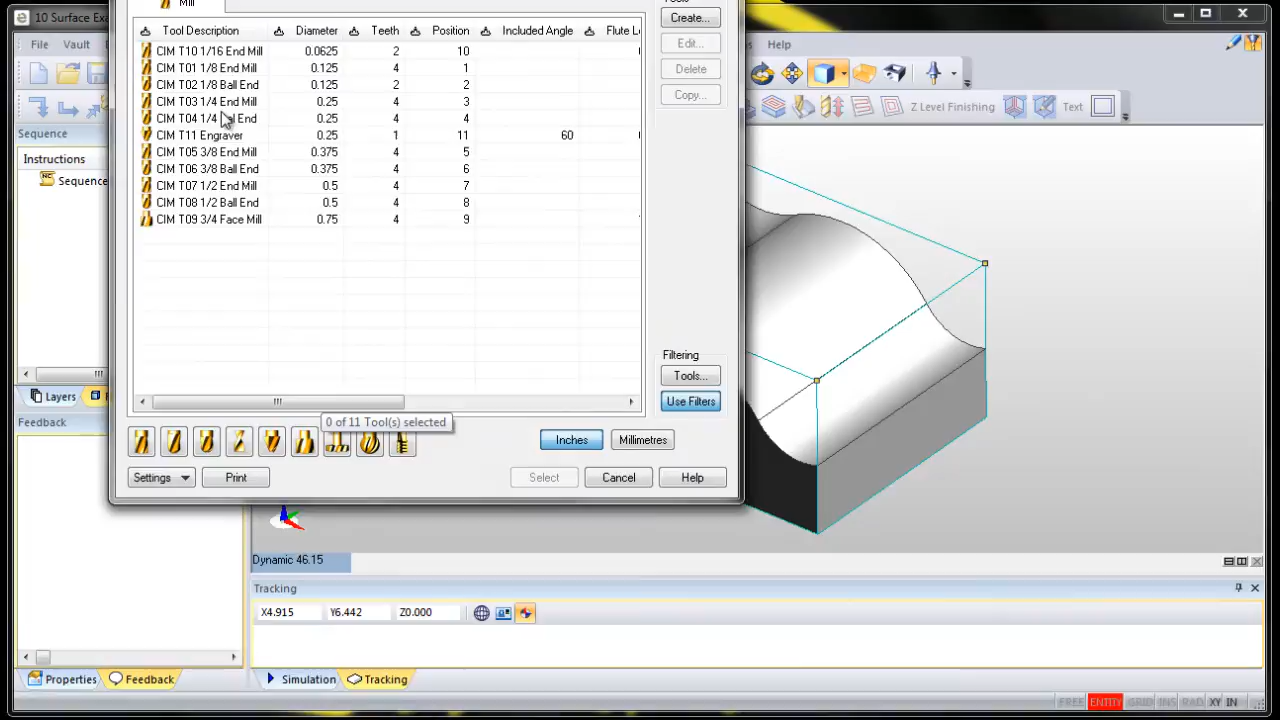 10 Surface Exa
Mill
Tool Description Diameter Teeth Position Included Angle Flute Le
CIM T10 1/16 End Mill 0.0625 2 10
CIM T01 1/8 End Mill 0.125 4 1
CIM T02 1/8 Ball End 0.125 2 2
CIM T03 1/4 End Mill 0.25 4 3
CIM T04 1/4 End 0.25 4 4
CIM T11 Engraver 0.25 1 11 60
CIM T05 3/8 End Mill 0.375 4 5
CIM T06 3/8 Ball End 0.375 4 6
CIM T07 1/2 End Mill 0.5 4 7
CIM T08 1/2 Ball End 0.5 4 8
CIM T09 3/4 Face Mill 0.75 4 9
Create...
Edit...
Delete
Copy...
Filtering
Tools...
Use Filters
0 of 11 Tool(s) selected
Inches Millimetres
Settings Print Select Cancel Help
File Vault Help
Z Level Finishing Text
Sequence
Instructions
Sequence
Layers
Feedback
Dynamic 46.15
Tracking
X4.915 Y6.442 Z0.000
Properties Feedback Simulation Tracking
FREE ENTITY GRID INS RAD XY IN